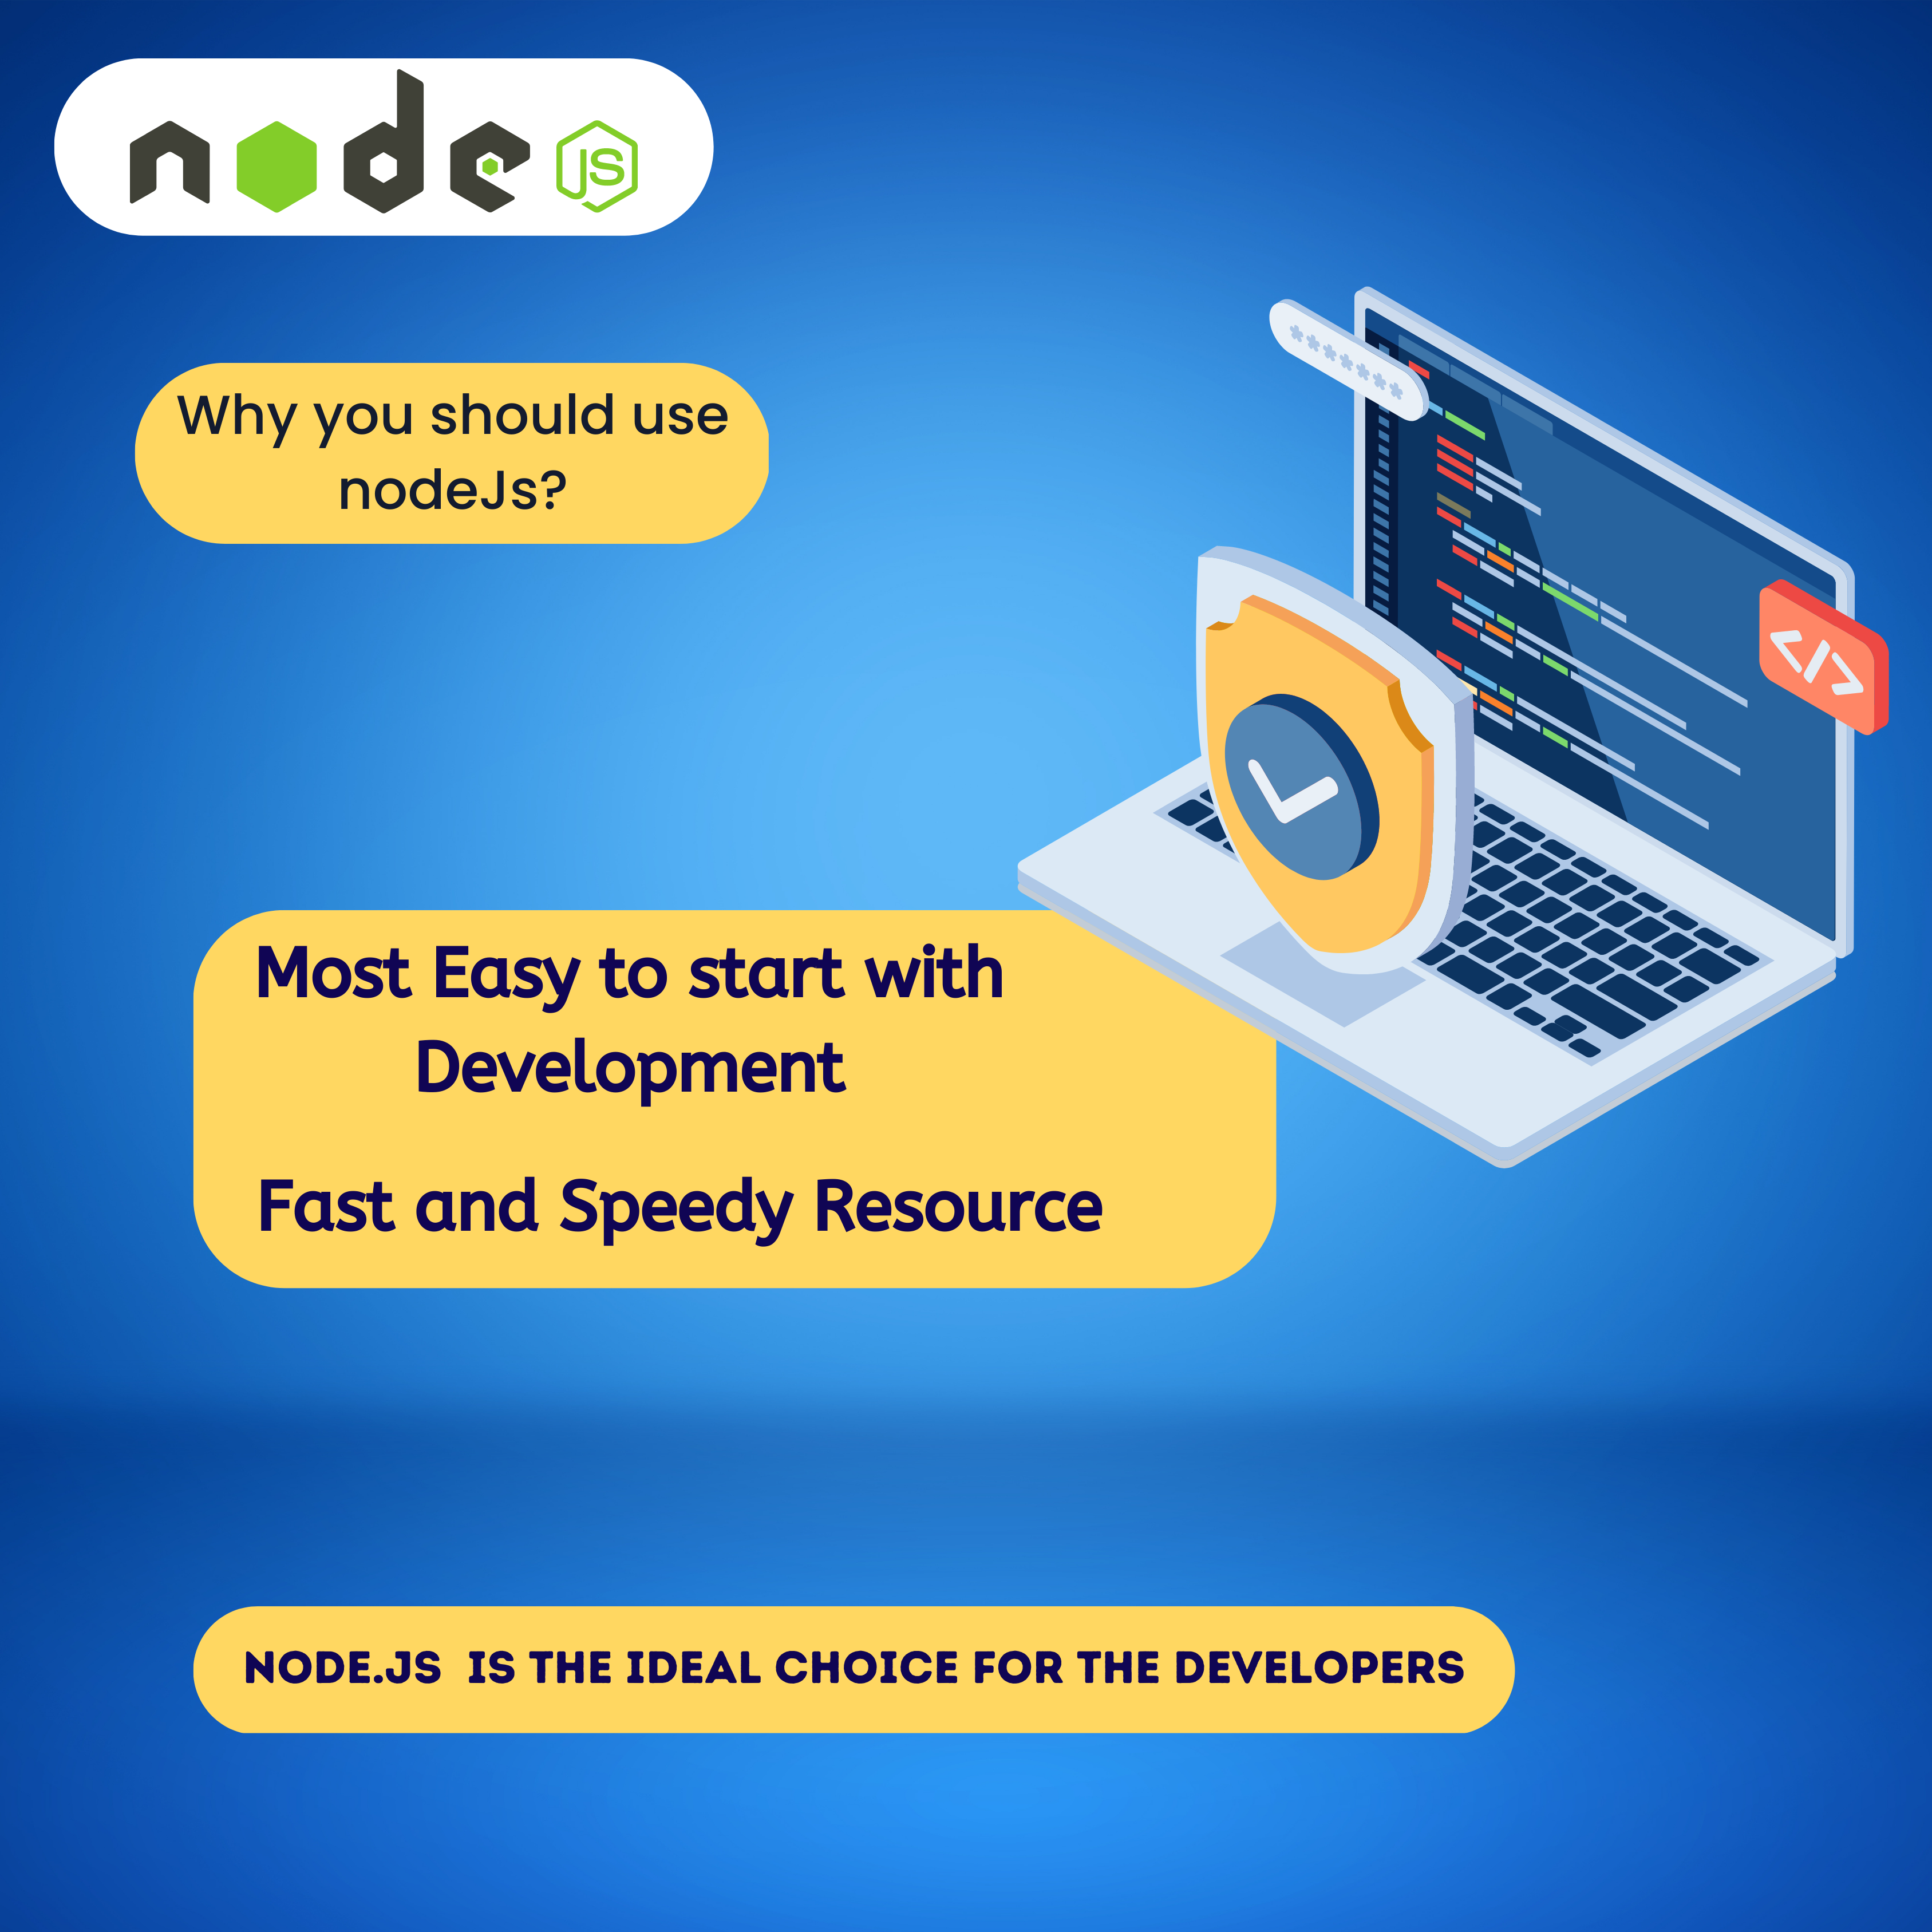 node JS
Why you should use
nodeJs?
*******
</>
Most Easy to start with
Development
Fast and Speedy Resource
NODE.JS IS THE IDEAL CHOICE FOR THE DEVELOPERS